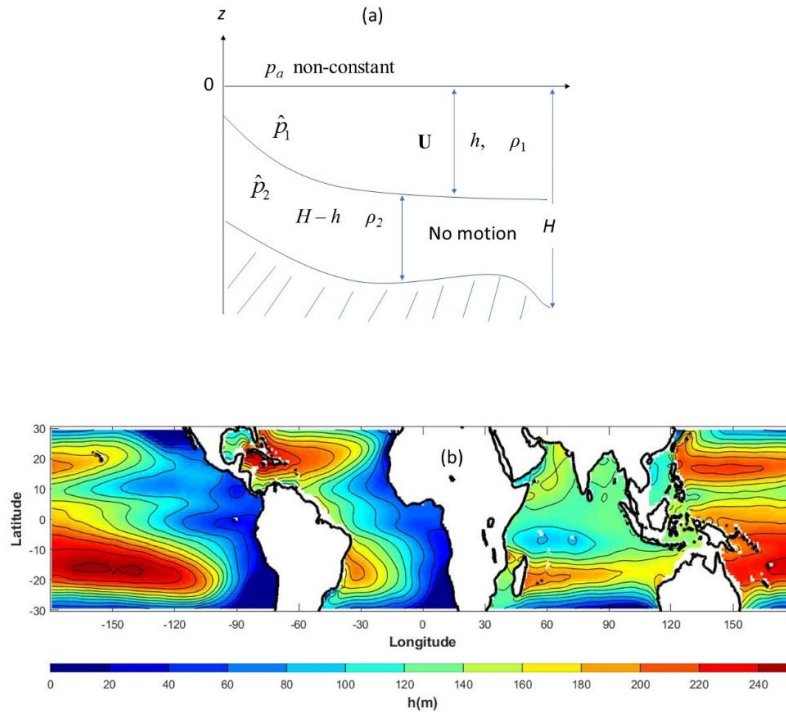 (a)
z
0
pₐ non-constant
p̂₁
U h, ρ₁
p̂₂
H – h ρ₂
No motion
H
(b)
Latitude
30
20
10
0
-10
-20
-30
-150 -120 -90 -60 -30 0 30 60 90 120 150
Longitude
0 20 40 60 80 100 120 140 160 180 200 220 240
h(m)